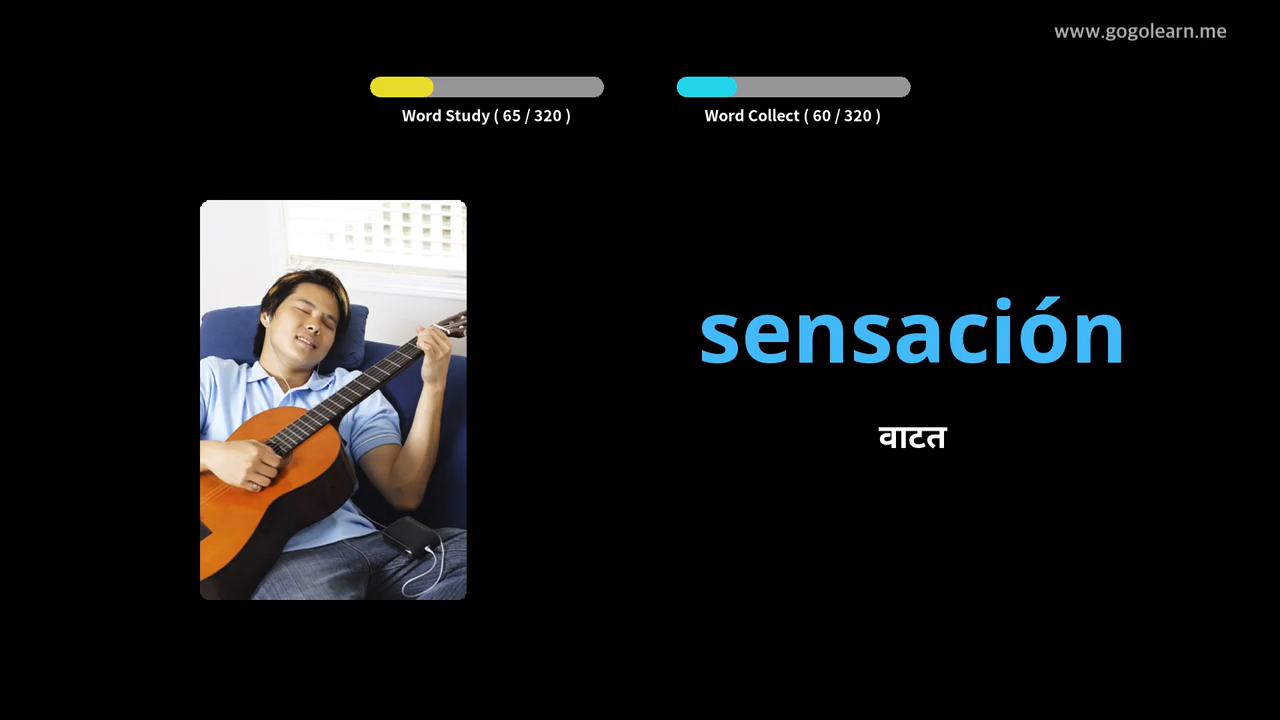 www.gogolearn.me
Word Study ( 65 / 320 )
Word Collect ( 60 / 320 )
sensación
वाटत